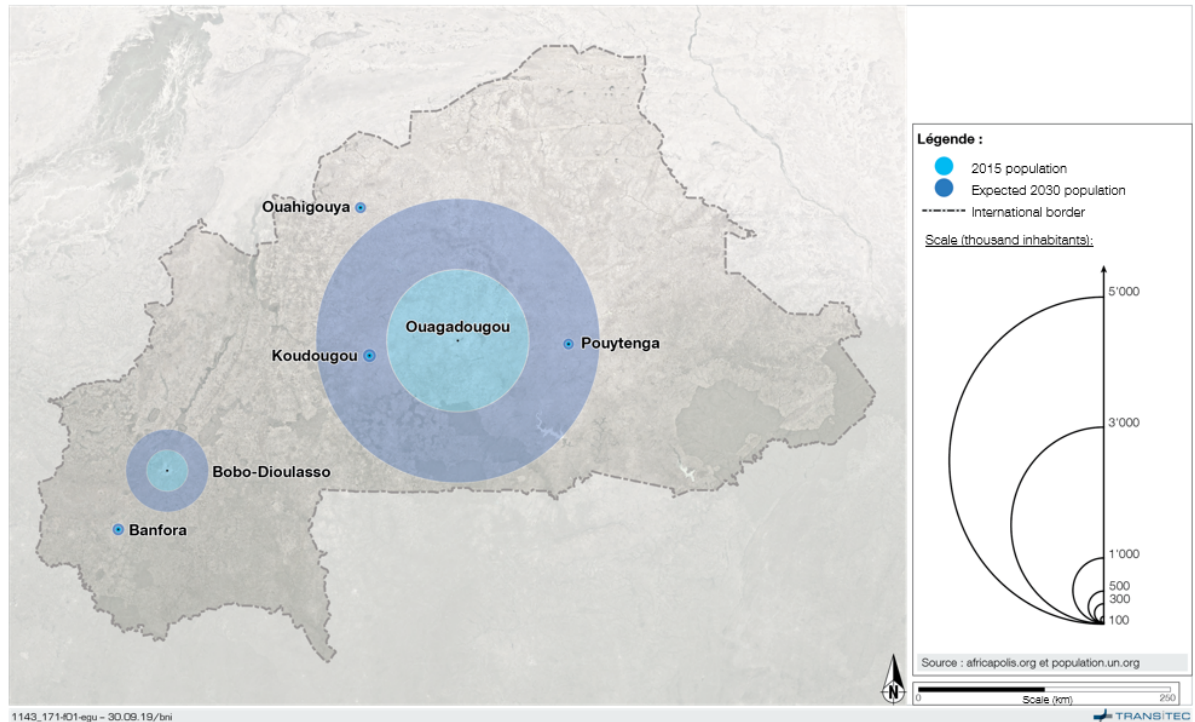 Ouahigouya
Ouagadougou
Koudougou
Pouytenga
Bobo-Dioulasso
Banfora
Légende :
2015 population
Expected 2030 population
International border
Scale (thousand inhabitants):
5'000
3'000
1'000
500
300
100
Source : africapolis.org et population.un.org
N
0
250
Scale (km)
1143_171-f01-egu – 30.09.19/bni
TRANSITEC